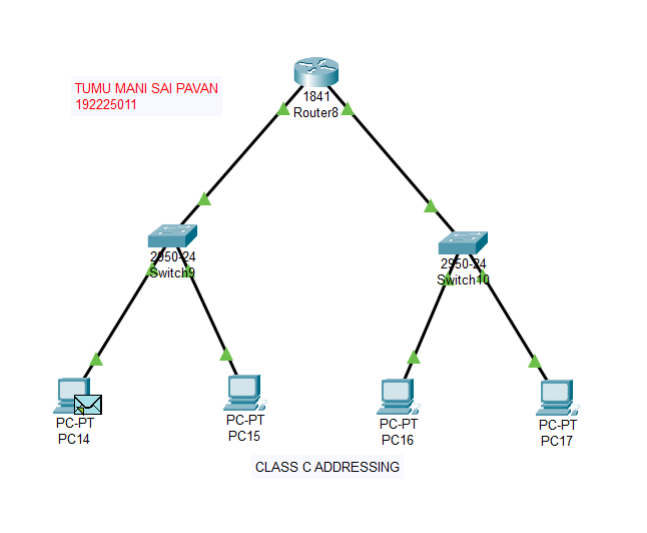 TUMU MANI SAI PAVAN
192225011
1841
Router8
2950-24
Switch9
2950-24
Switch10
PC-PT
PC14
PC-PT
PC15
PC-PT
PC16
PC-PT
PC17
CLASS C ADDRESSING